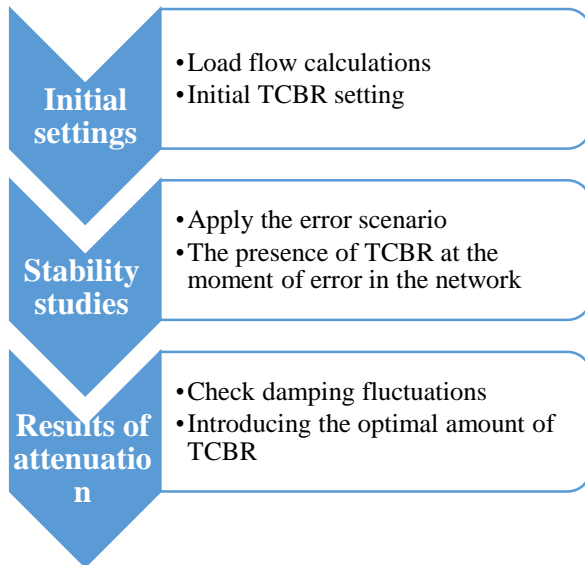 Initial
settings
•Load flow calculations
•Initial TCBR setting
Stability
studies
•Apply the error scenario
•The presence of TCBR at the
moment of error in the network
Results of
attenuatio
n
•Check damping fluctuations
•Introducing the optimal amount of
TCBR